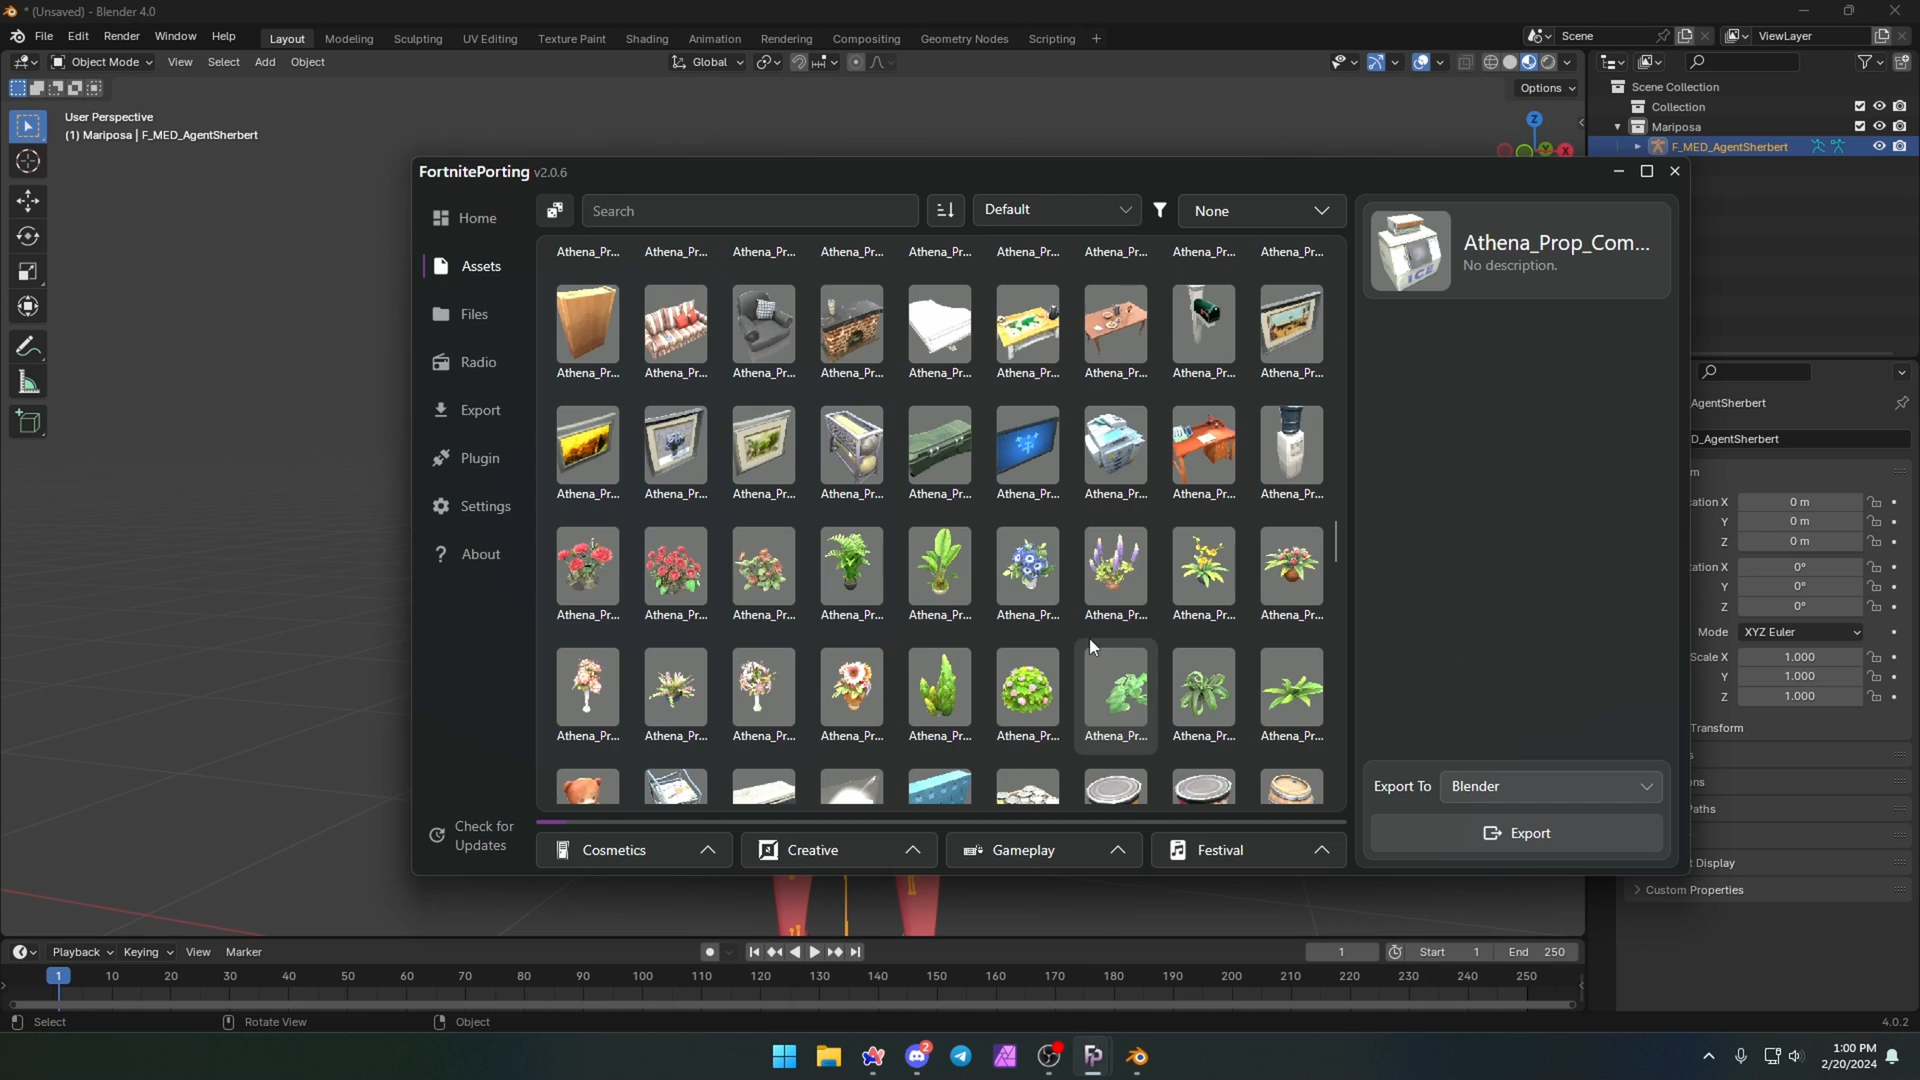 * (Unsaved) - Blender 4.0
File Edit Render Window Help Layout Modeling Sculpting UV Editing Texture Paint Shading Animation Rendering Compositing Geometry Nodes Scripting +
Scene ViewLayer
Object Mode View Select Add Object Global
Options
User Perspective
(1) Mariposa | F_MED_AgentSherbert
Z
X
Scene Collection
Collection
Mariposa
F_MED_AgentSherbert
FortnitePorting v2.0.6
Home
Assets
Files
Radio
Export
Plugin
Settings
About
Check for
Updates
Search Default None
Athena_Pr... Athena_Pr... Athena_Pr... Athena_Pr... Athena_Pr... Athena_Pr... Athena_Pr... Athena_Pr... Athena_Pr...
Athena_Pr... Athena_Pr... Athena_Pr... Athena_Pr... Athena_Pr... Athena_Pr... Athena_Pr... Athena_Pr... Athena_Pr...
Athena_Pr... Athena_Pr... Athena_Pr... Athena_Pr... Athena_Pr... Athena_Pr... Athena_Pr... Athena_Pr... Athena_Pr...
Athena_Pr... Athena_Pr... Athena_Pr... Athena_Pr... Athena_Pr... Athena_Pr... Athena_Pr... Athena_Pr... Athena_Pr...
Athena_Pr... Athena_Pr... Athena_Pr... Athena_Pr... Athena_Pr... Athena_Pr... Athena_Pr... Athena_Pr... Athena_Pr...
Cosmetics Creative Gameplay Festival
ICE
Athena_Prop_Com...
No description.
Export To Blender
Export
AgentSherbert
D_AgentSherbert
m
ation X 0 m
Y 0 m
Z 0 m
ation X 0°
Y 0°
Z 0°
Mode XYZ Euler
Scale X 1.000
Y 1.000
Z 1.000
Transform
s
ons
Paths
t Display
Custom Properties
Playback Keying View Marker 1 Start 1 End 250
1 10 20 30 40 50 60 70 80 90 100 110 120 130 140 150 160 170 180 190 200 210 220 230 240 250
Select Rotate View Object 4.0.2
2
FP
1:00 PM
2/20/2024